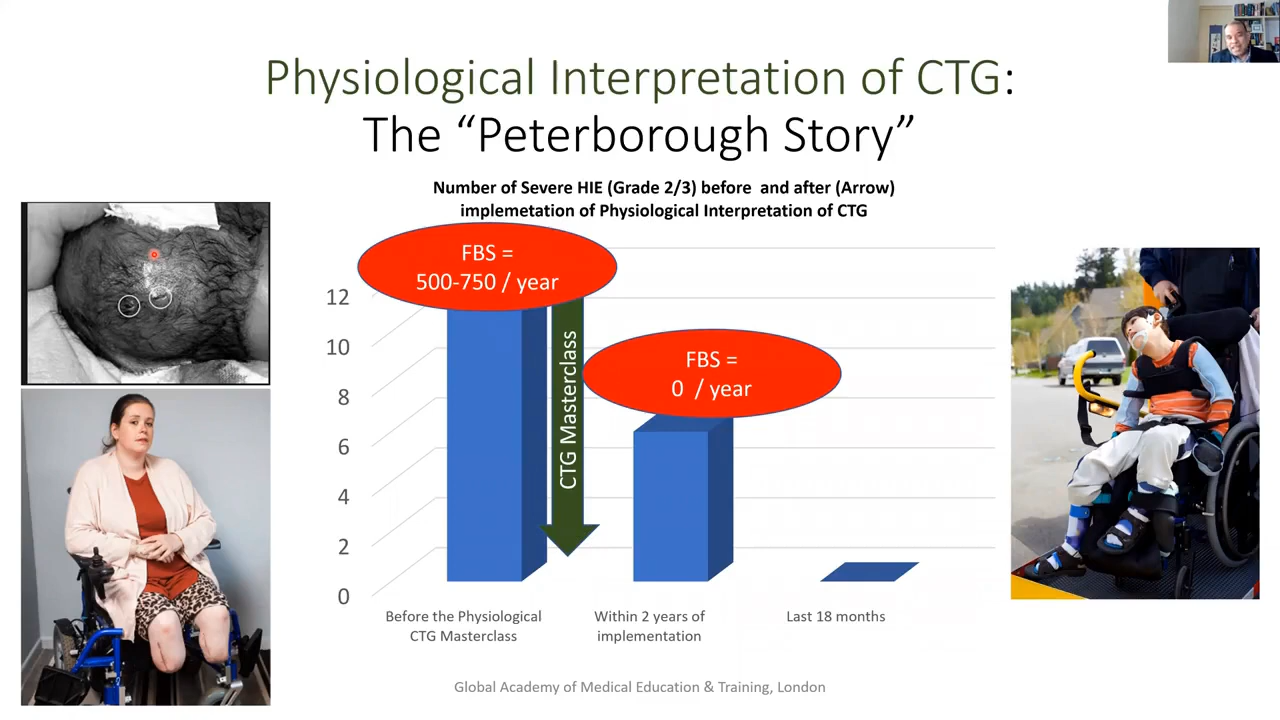 Physiological Interpretation of CTG:
The “Peterborough Story”
Number of Severe HIE (Grade 2/3) before  and after (Arrow)
implemetation of Physiological Interpretation of CTG
FBS =
500-750 / year
FBS =
0  / year
CTG Masterclass
12
10
8
6
4
2
0
Before the Physiological
CTG Masterclass
Within 2 years of
implementation
Last 18 months
Global Academy of Medical Education & Training, London